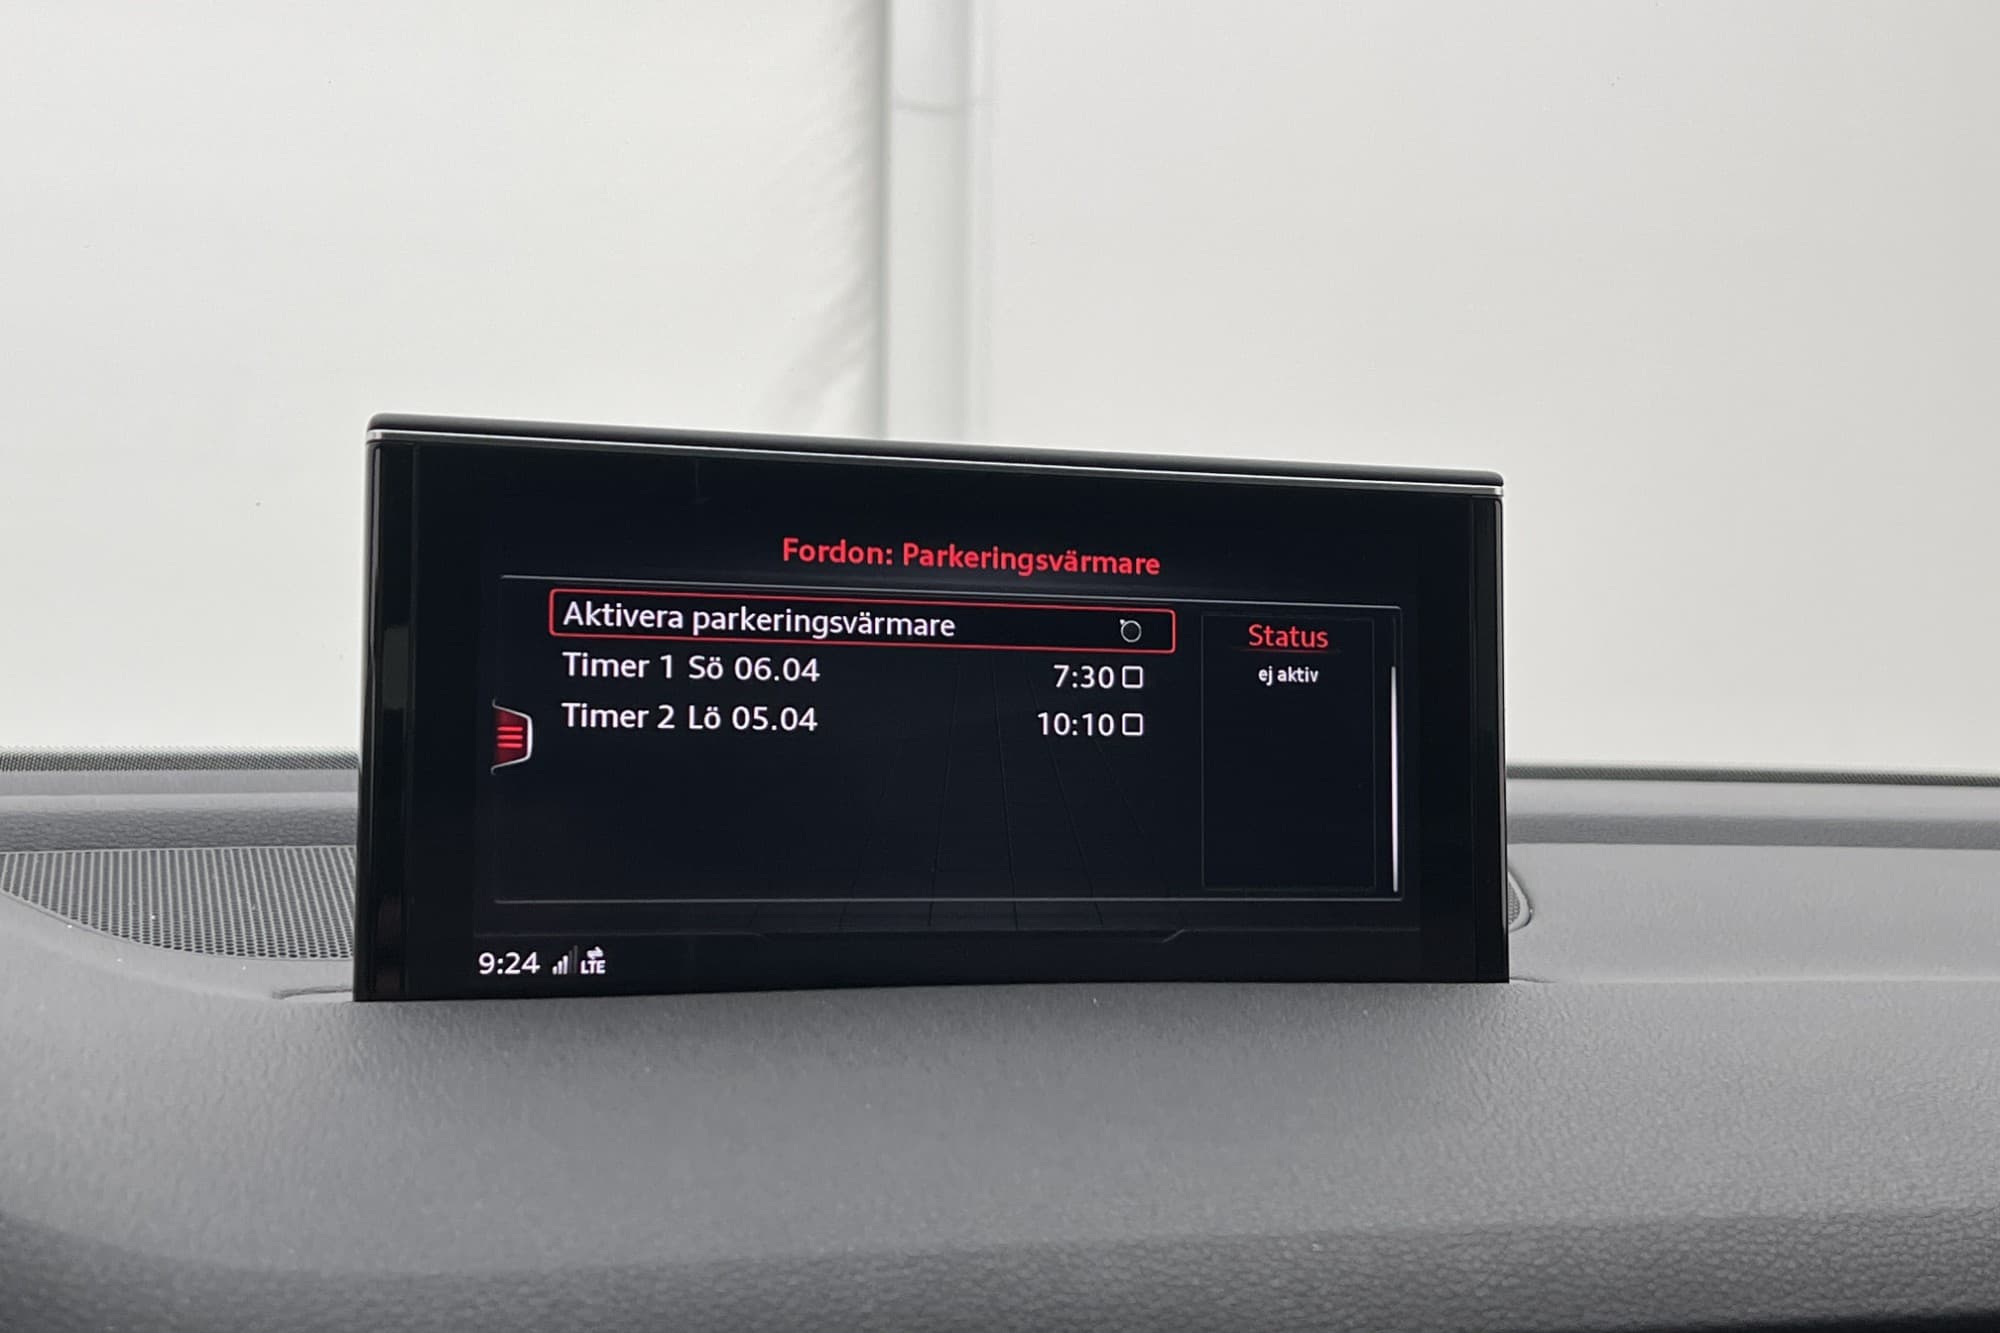 Fordon: Parkeringsvärmare
Aktivera parkeringsvärmare
Timer 1 Sö 06.04 7:30
Timer 2 Lö 05.04 10:10
Status
ej aktiv
9:24 LTE